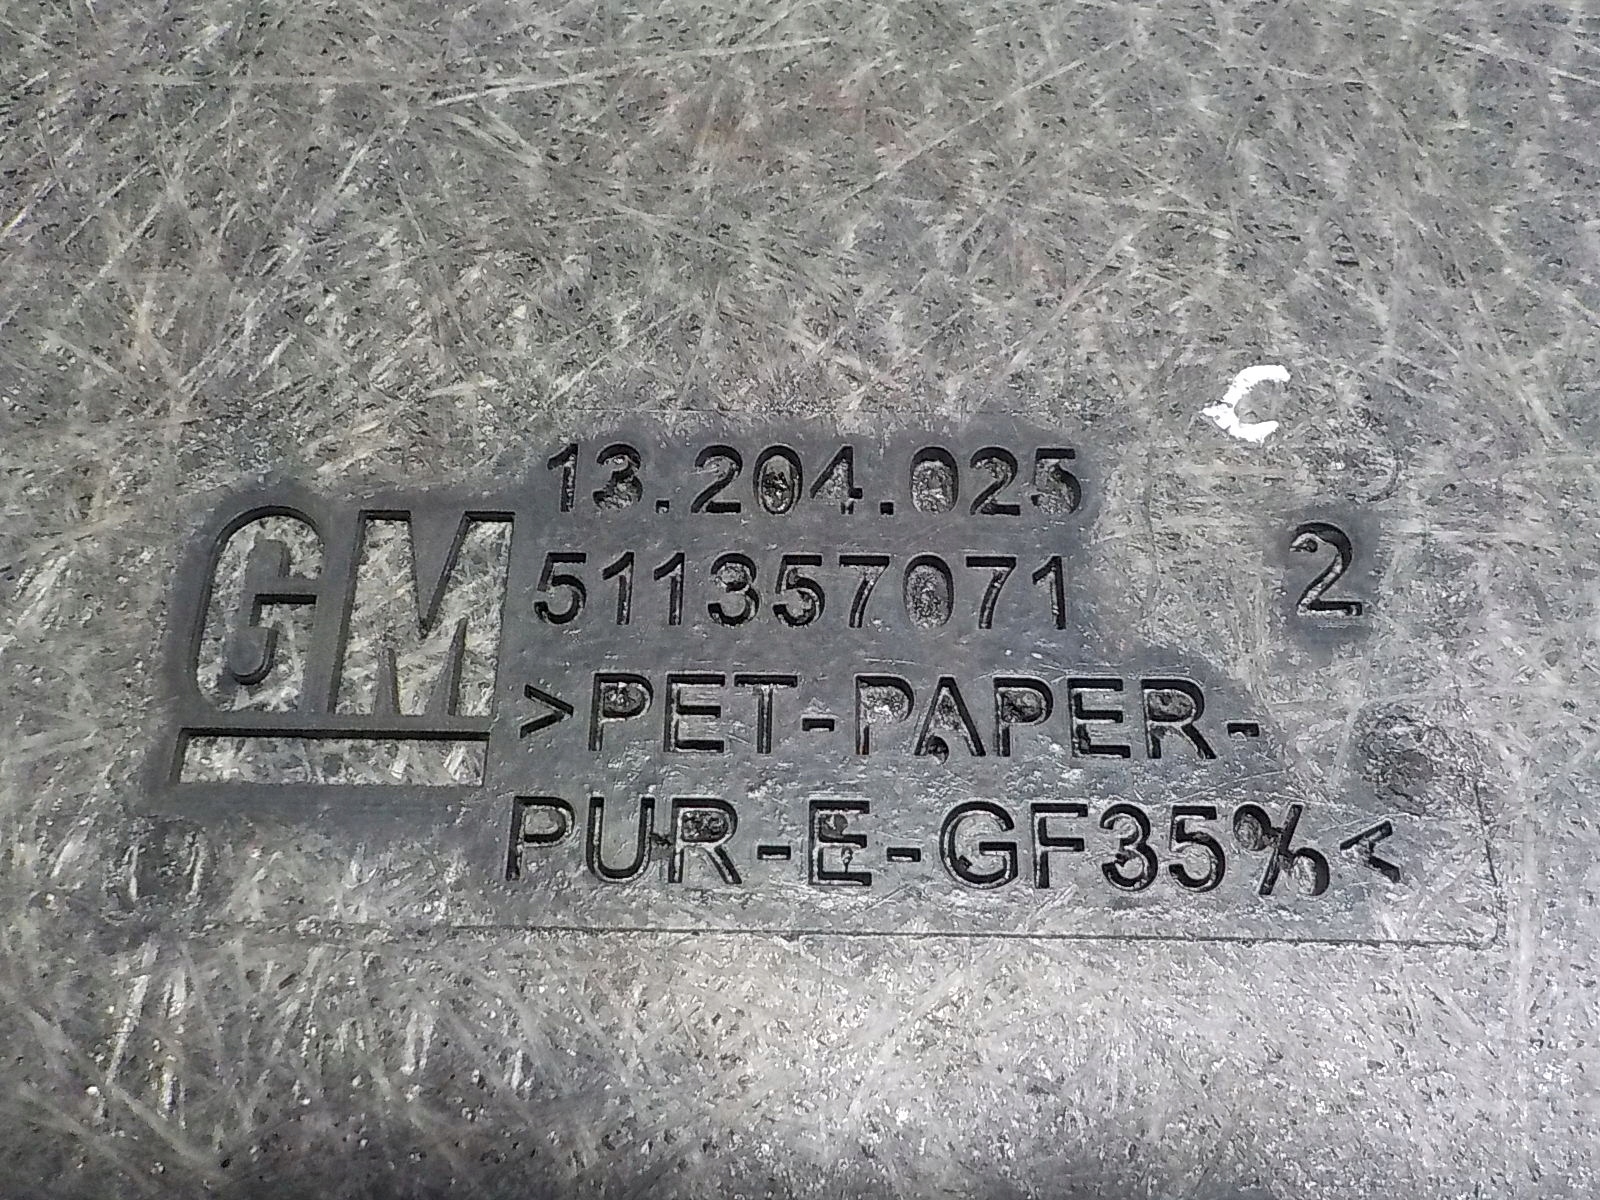 C
GM
13.204.025
511357071
2
>PET-PAPER-
PUR-E-GF35%<